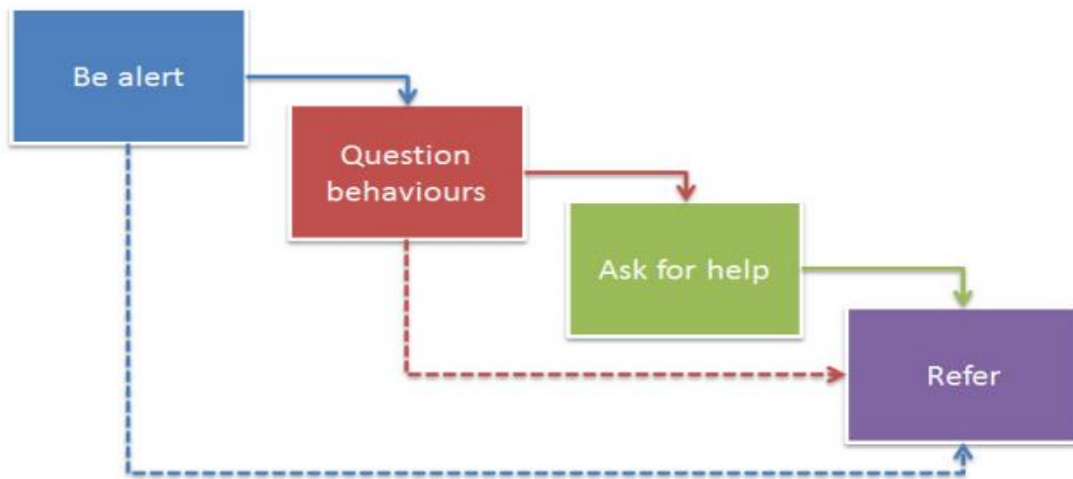 Be alert
Question
behaviours
Ask for help
Refer